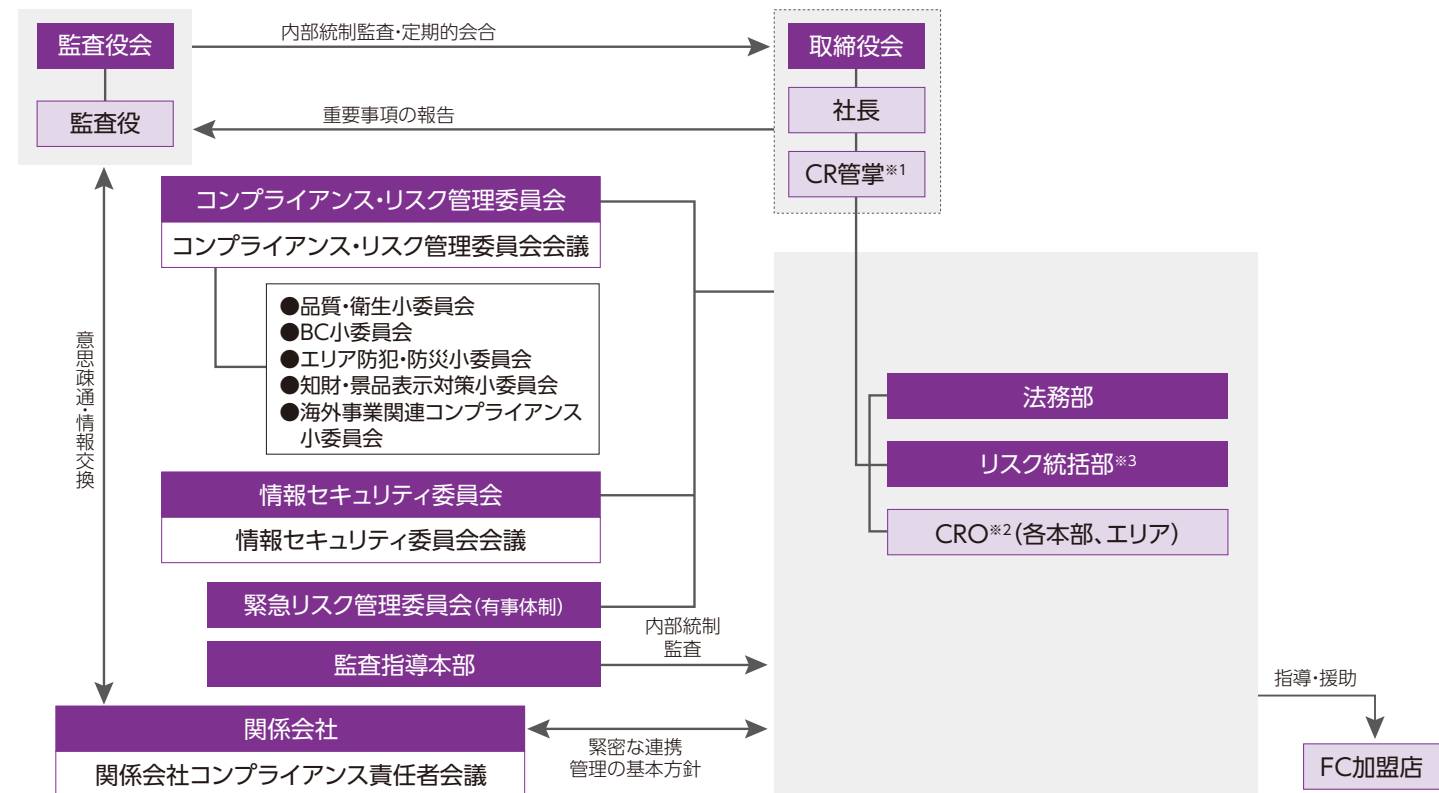 監査役会
内部統制監査・定期的会合
取締役会
監査役
重要事項の報告
社長
CR管掌※1
コンプライアンス・リスク管理委員会
コンプライアンス・リスク管理委員会会議
●品質・衛生小委員会
●BC小委員会
●エリア防犯・防災小委員会
●知財・景品表示対策小委員会
●海外事業関連コンプライアンス
小委員会
意思疎通・情報交換
法務部
リスク統括部※3
CRO※2(各本部、エリア)
情報セキュリティ委員会
情報セキュリティ委員会会議
緊急リスク管理委員会(有事体制)
監査指導本部
内部統制
監査
関係会社
関係会社コンプライアンス責任者会議
緊密な連携
管理の基本方針
指導・援助
FC加盟店